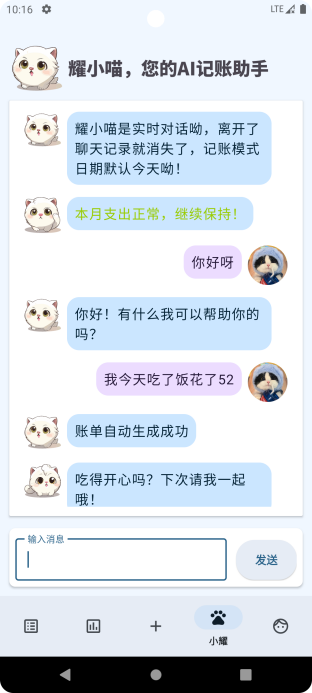 10:16
LTE
耀小喵，您的AI记账助手
耀小喵是实时对话呦，离开了
聊天记录就消失了，记账模式
日期默认今天呦！
本月支出正常，继续保持！
你好呀
你好！有什么我可以帮助你的
吗？
我今天吃了饭花了52
账单自动生成成功
吃得开心吗？下次请我一起
哦！
输入消息
发送
小耀